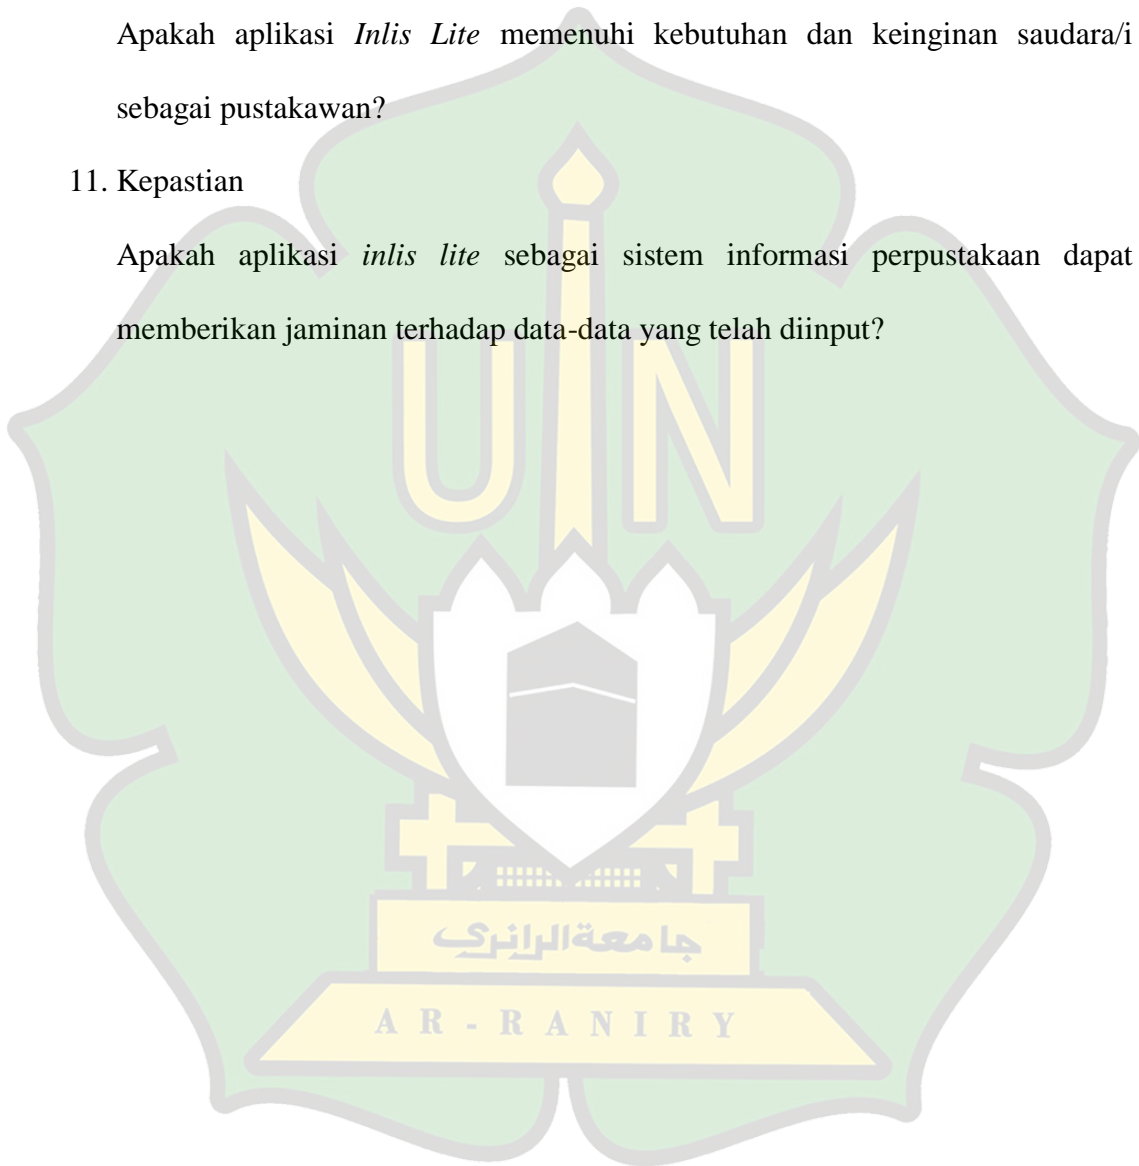 Apakah aplikasi Inlis Lite memenuhi kebutuhan dan keinginan saudara/i
sebagai pustakawan?
11. Kepastian
Apakah aplikasi inlis lite sebagai sistem informasi perpustakaan dapat
memberikan jaminan terhadap data-data yang telah diinput?
UIN
جامعة الرانري
AR-RANIRY